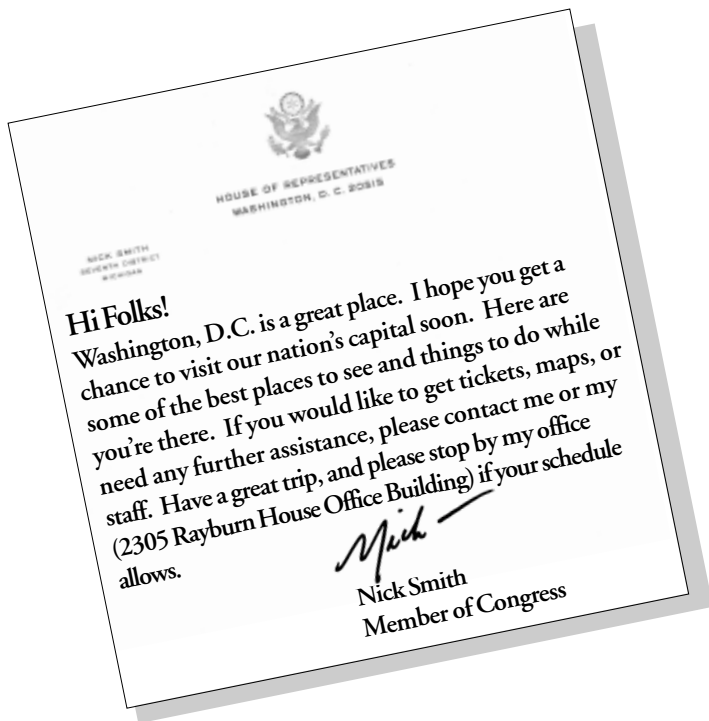 HOUSE OF REPRESENTATIVES
WASHINGTON, D. C. 20515
NICK SMITH
SEVENTH DISTRICT
MICHIGAN
Hi Folks!
Washington, D.C. is a great place.  I hope you get a
chance to visit our nation's capital soon.  Here are
some of the best places to see and things to do while
you're there.  If you would like to get tickets, maps, or
need any further assistance, please contact me or my
staff.  Have a great trip, and please stop by my office
(2305 Rayburn House Office Building) if your schedule
allows.
Nick
Nick Smith
Member of Congress